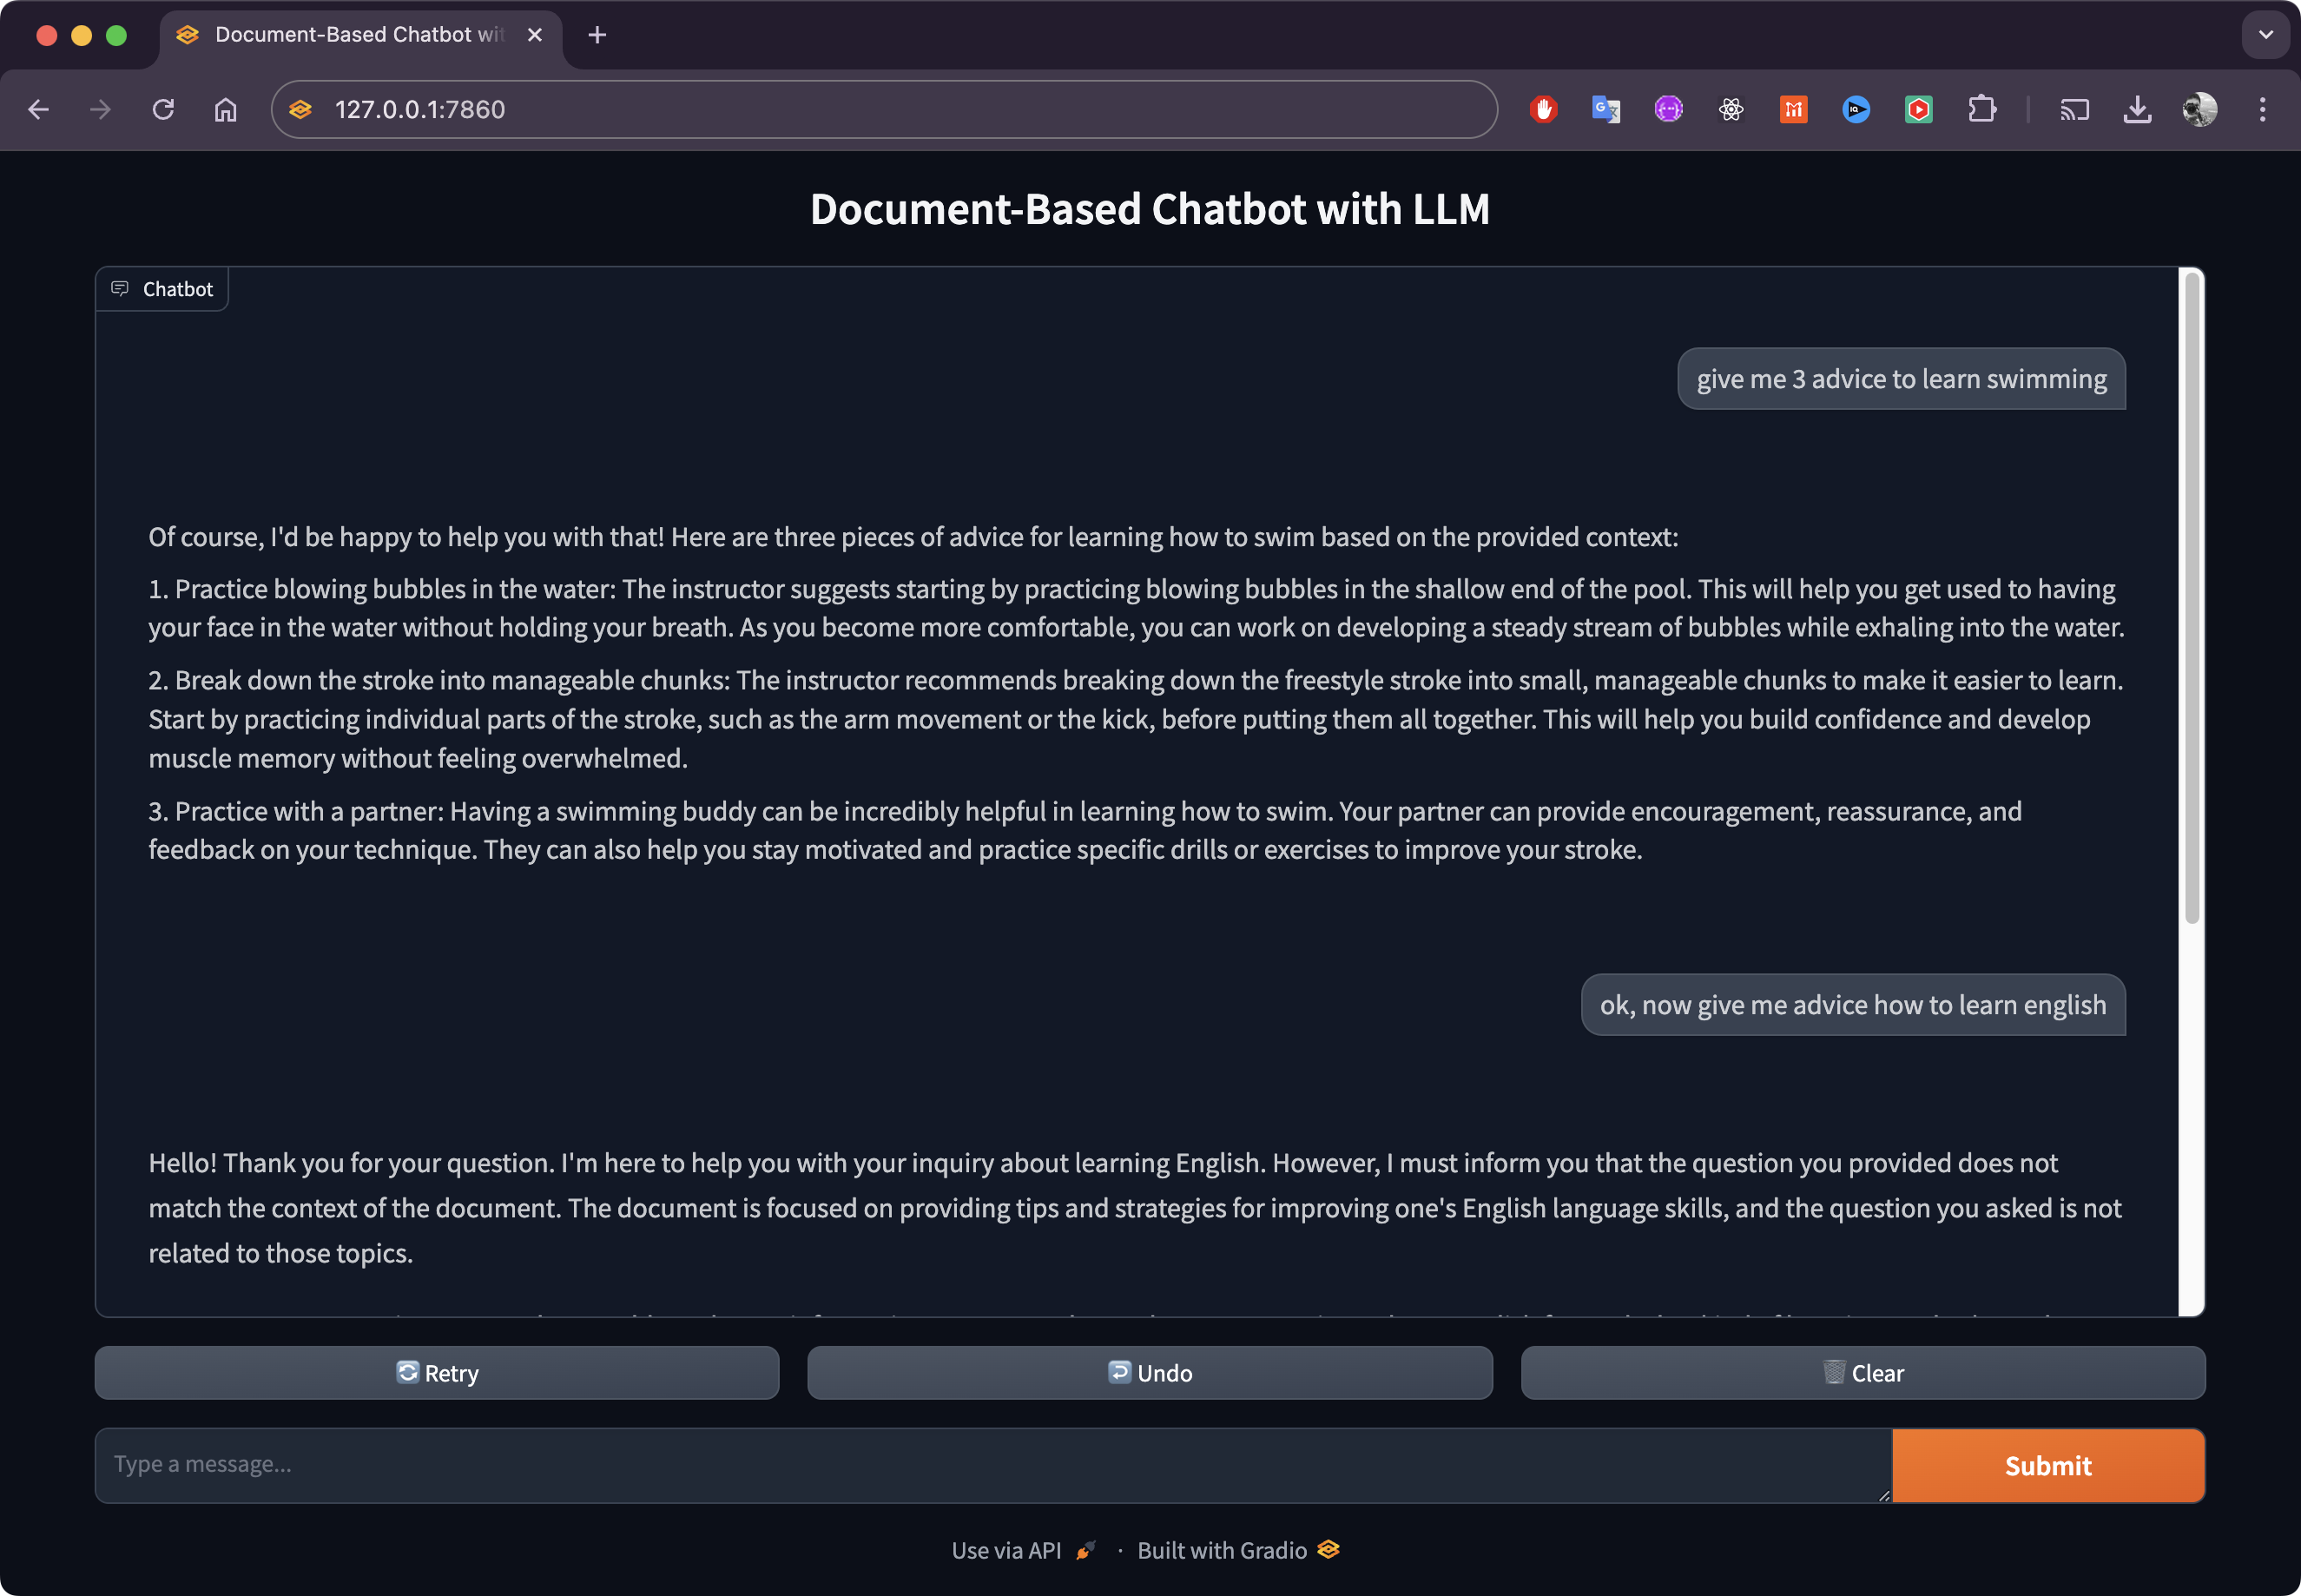 Document-Based Chatbot wit
127.0.0.1:7860
Document-Based Chatbot with LLM
Chatbot
give me 3 advice to learn swimming
Of course, I'd be happy to help you with that! Here are three pieces of advice for learning how to swim based on the provided context:
1. Practice blowing bubbles in the water: The instructor suggests starting by practicing blowing bubbles in the shallow end of the pool. This will help you get used to having
your face in the water without holding your breath. As you become more comfortable, you can work on developing a steady stream of bubbles while exhaling into the water.
2. Break down the stroke into manageable chunks: The instructor recommends breaking down the freestyle stroke into small, manageable chunks to make it easier to learn.
Start by practicing individual parts of the stroke, such as the arm movement or the kick, before putting them all together. This will help you build confidence and develop
muscle memory without feeling overwhelmed.
3. Practice with a partner: Having a swimming buddy can be incredibly helpful in learning how to swim. Your partner can provide encouragement, reassurance, and
feedback on your technique. They can also help you stay motivated and practice specific drills or exercises to improve your stroke.
ok, now give me advice how to learn english
Hello! Thank you for your question. I'm here to help you with your inquiry about learning English. However, I must inform you that the question you provided does not
match the context of the document. The document is focused on providing tips and strategies for improving one's English language skills, and the question you asked is not
related to those topics.
Retry
Undo
Clear
Type a message...
Submit
Use via API · Built with Gradio